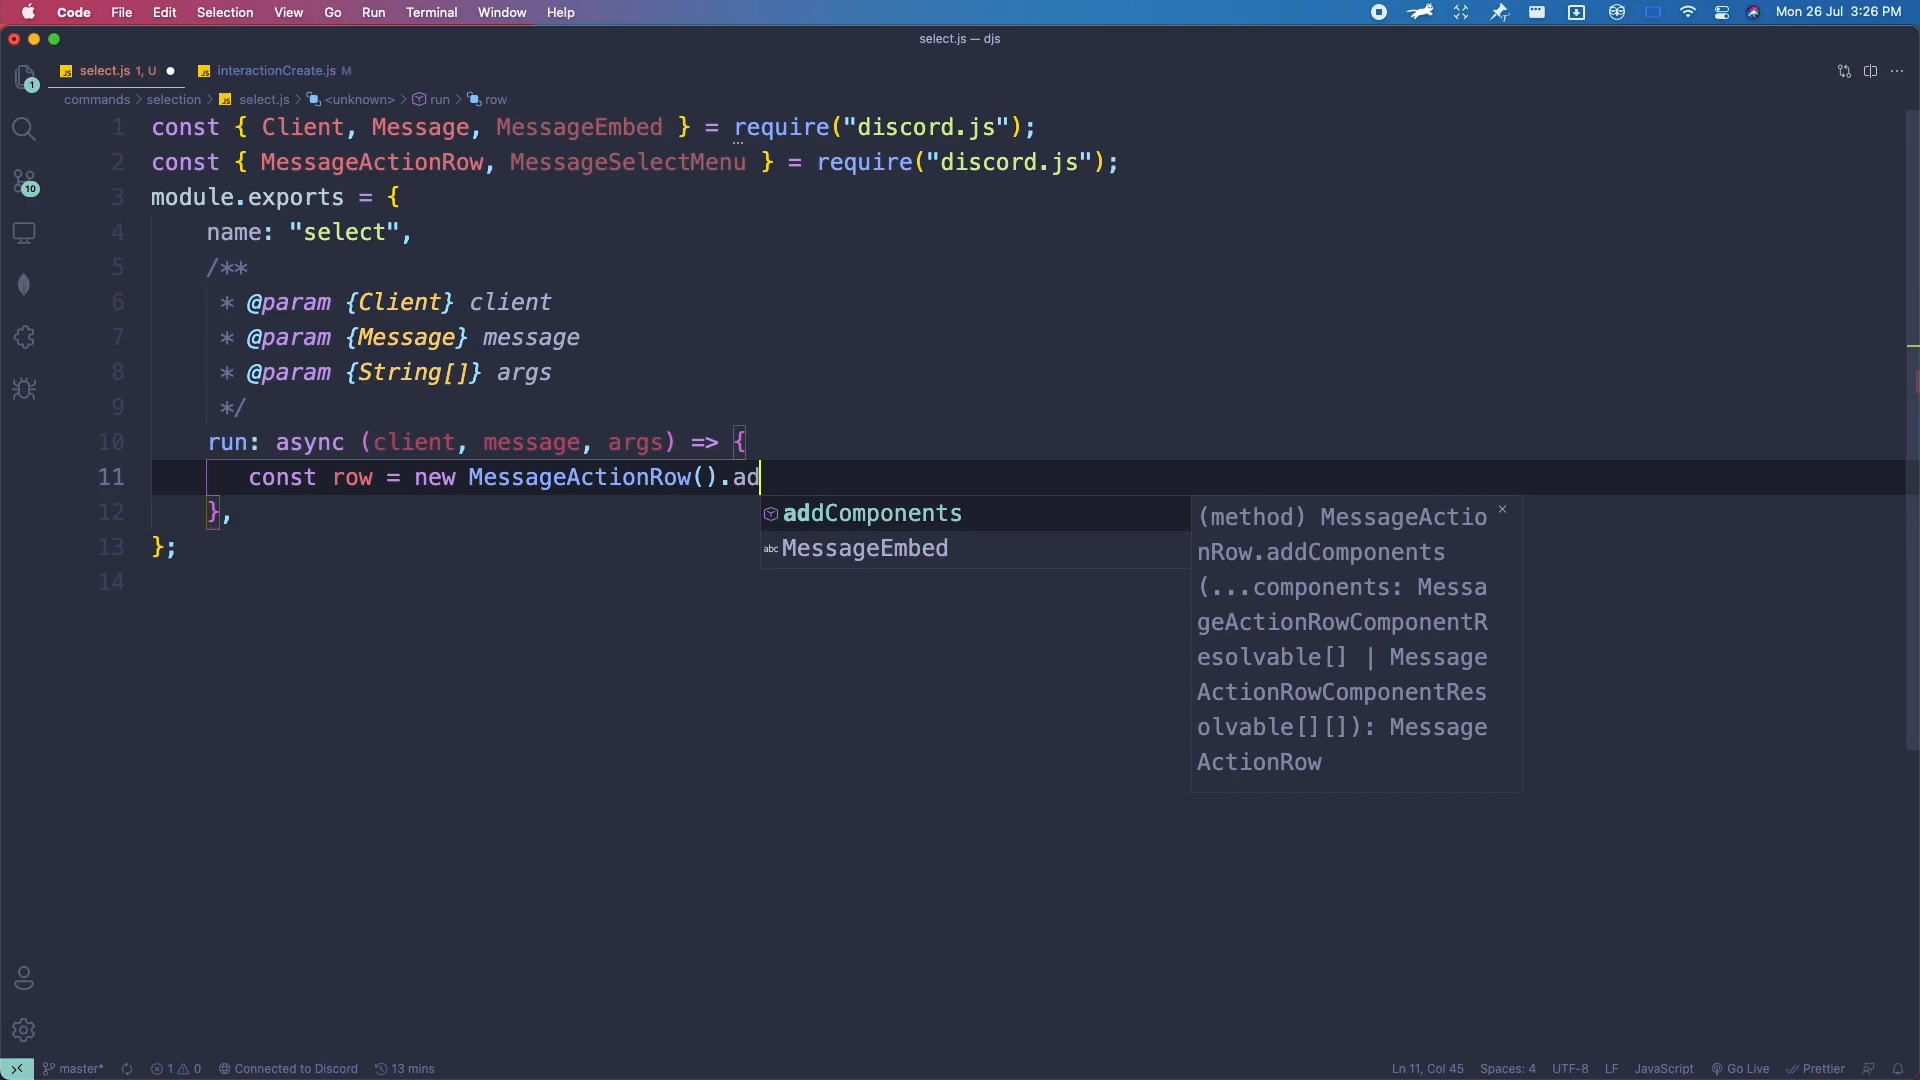 Code File Edit Selection View Go Run Terminal Window Help Mon 26 Jul 3:26 PM
select.js — djs
JS select.js 1, U JS interactionCreate.js M
1
commands > selection > JS select.js > <unknown> > run > row
1 const { Client, Message, MessageEmbed } = require("discord.js");
2 const { MessageActionRow, MessageSelectMenu } = require("discord.js");
10
3 module.exports = {
4 name: "select",
5 /**
6 * @param {Client} client
7 * @param {Message} message
8 * @param {String[]} args
9 */
10 run: async (client, message, args) => {
11 const row = new MessageActionRow().ad
12 },
13 };
14
addComponents
abc MessageEmbed
(method) MessageActio
nRow.addComponents
(...components: Messa
geActionRowComponentR
esolvable[] | Message
ActionRowComponentRes
olvable[][]): Message
ActionRow
master* 1 0 Connected to Discord 13 mins Ln 11, Col 45 Spaces: 4 UTF-8 LF JavaScript Go Live Prettier